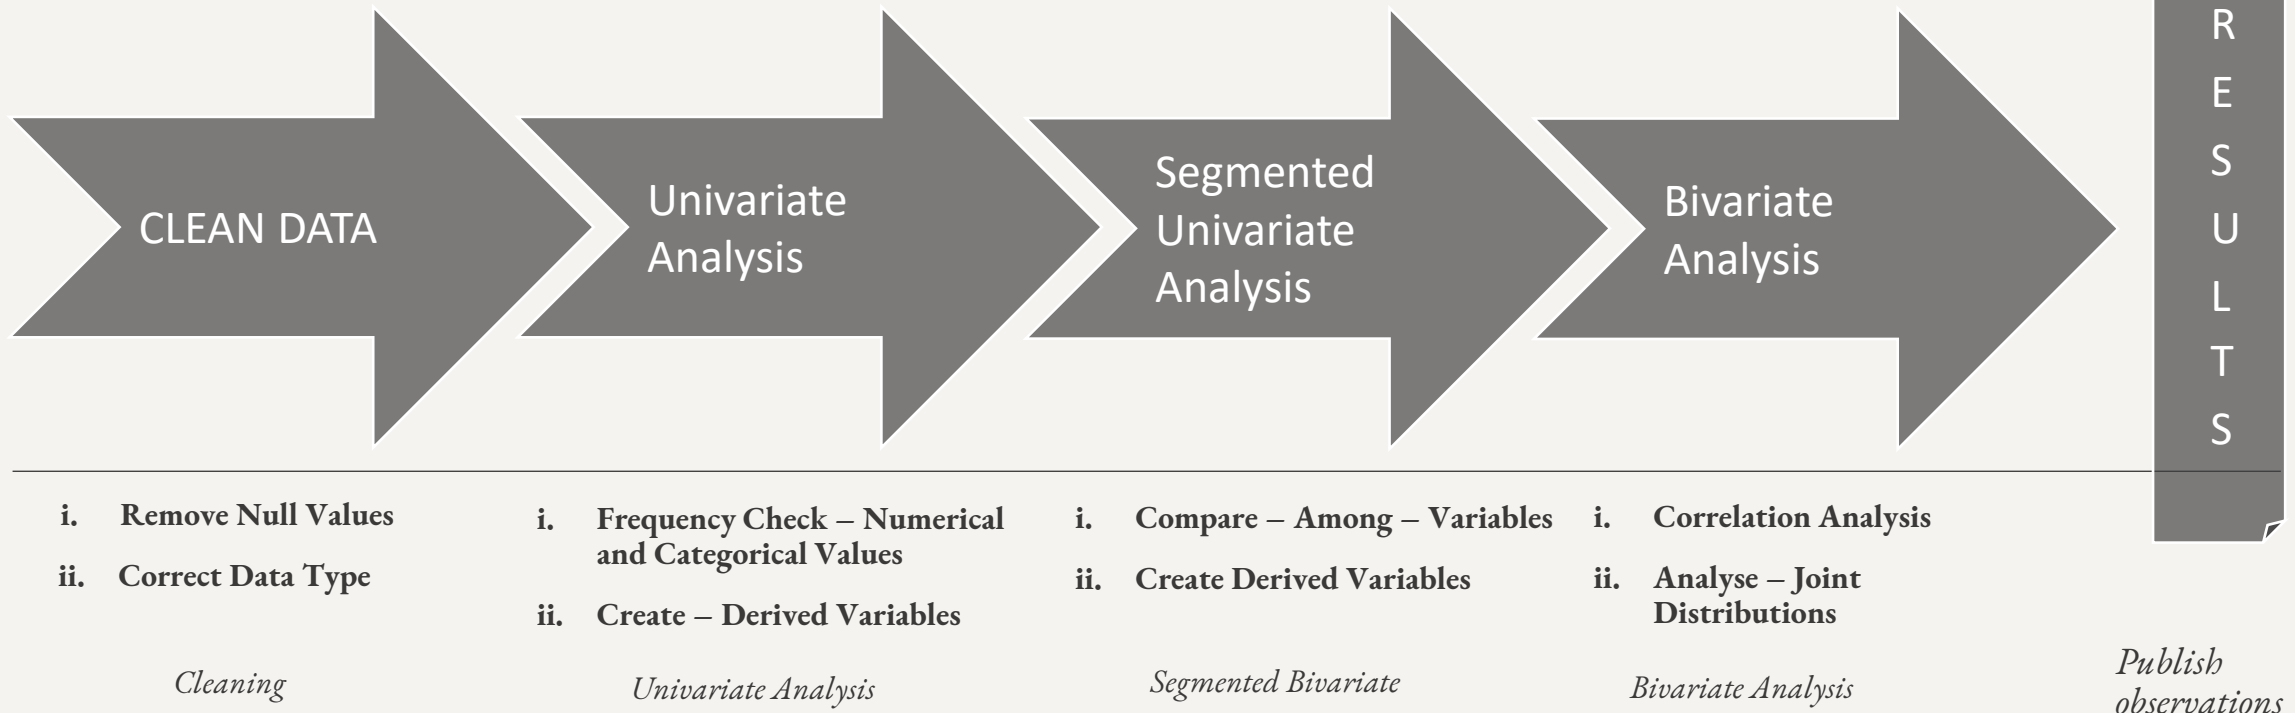 CLEAN DATA
Univariate
Analysis
Segmented
Univariate
Analysis
Bivariate
Analysis
R
E
S
U
L
T
S
i. Remove Null Values
ii. Correct Data Type
i. Frequency Check – Numerical
and Categorical Values
ii. Create – Derived Variables
i. Compare – Among – Variables
ii. Create Derived Variables
i. Correlation Analysis
ii. Analyse – Joint
Distributions
Cleaning
Univariate Analysis
Segmented Bivariate
Bivariate Analysis
Publish
observations